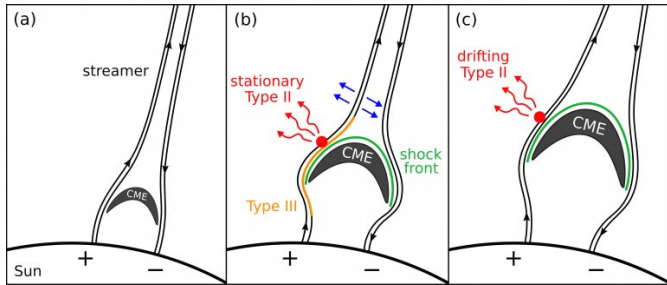 (a)
streamer
CME
Sun
+
−
(b)
stationary
Type II
CME
shock
front
Type III
+
−
(c)
drifting
Type II
CME
+
−